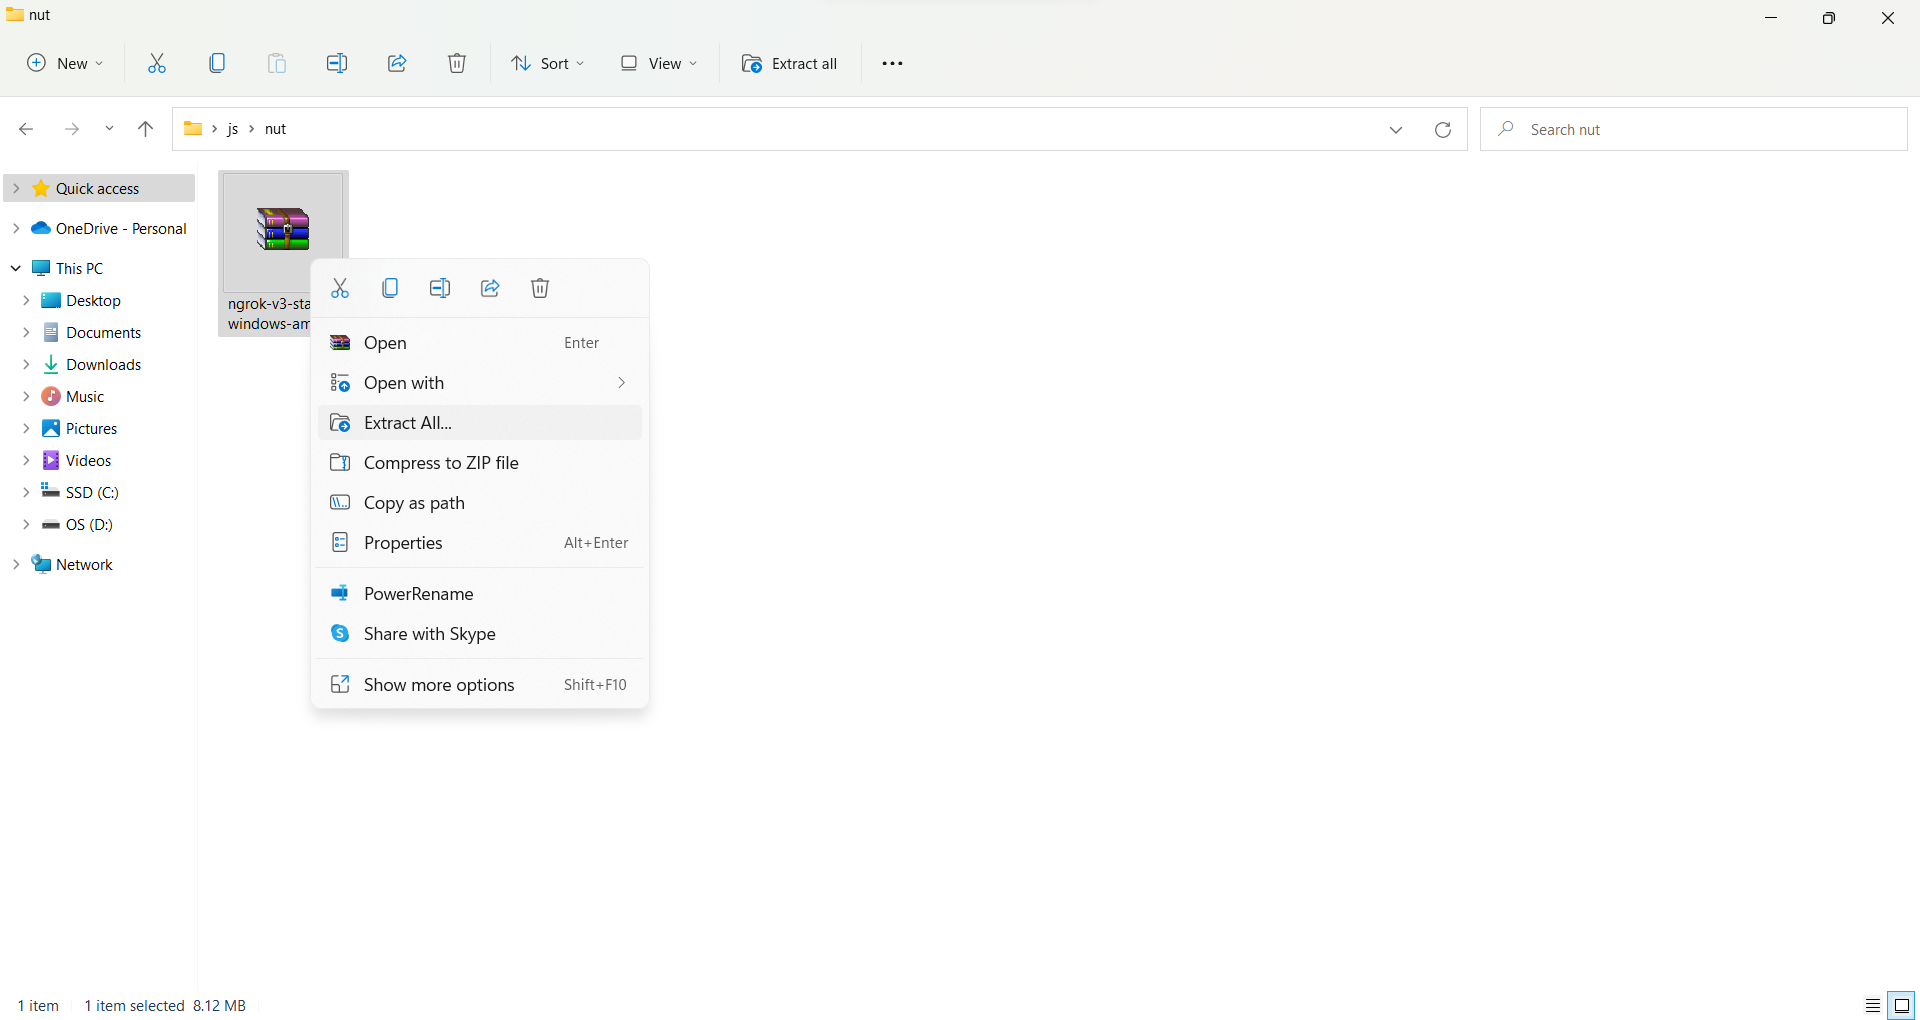 nut
New
Sort
View
Extract all
js
nut
Search nut
Quick access
OneDrive - Personal
This PC
Desktop
Documents
Downloads
Music
Pictures
Videos
SSD (C:)
OS (D:)
Network
ngrok-v3-sta
windows-am
Open Enter
Open with
Extract All...
Compress to ZIP file
Copy as path
Properties Alt+Enter
PowerRename
Share with Skype
Show more options Shift+F10
1 item 1 item selected 8.12 MB